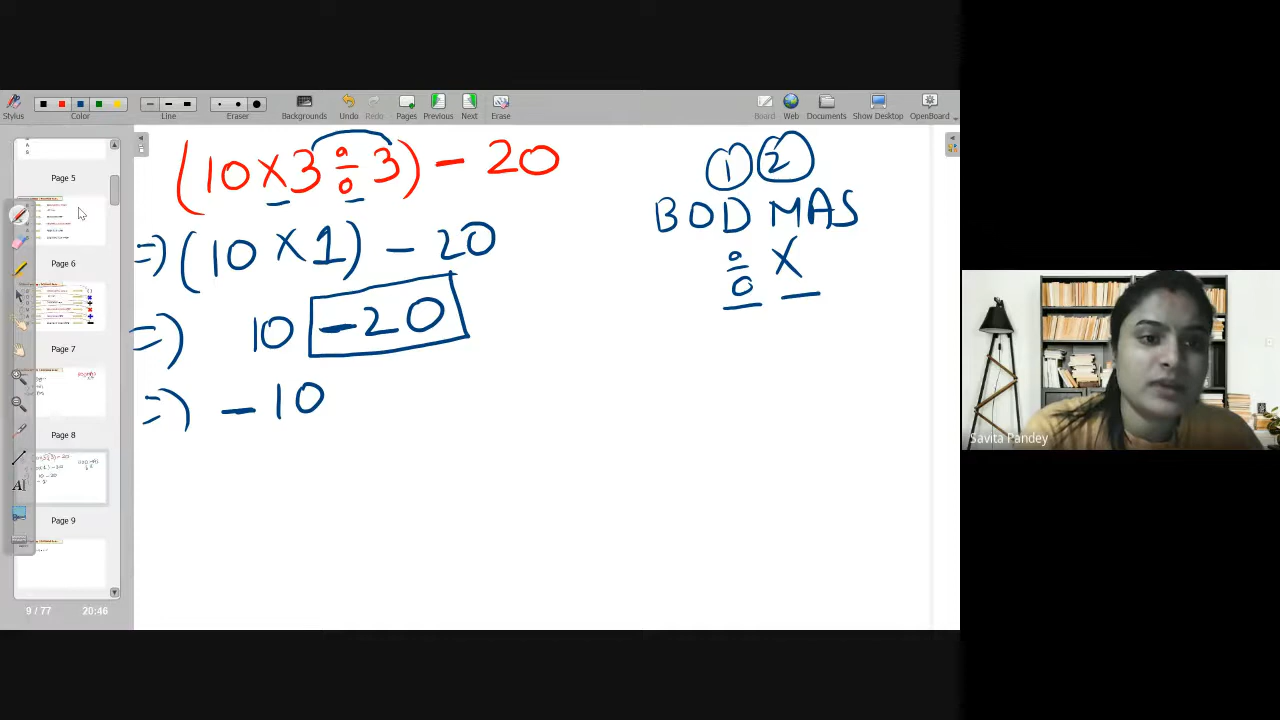 Stylus
Color
Line
Eraser
Backgrounds
Undo
Redo
Pages
Previous
Next
Erase
Board
Web
Documents
Show Desktop
OpenBoard
Page 5
Page 6
Page 7
Page 8
Page 9
9 / 77
20:46
(10 × 3 ÷ 3) - 20
=> (10 × 1) - 20
=> 10 - 20
=> - 10
1 2
BODMAS
÷ ×
Savita Pandey